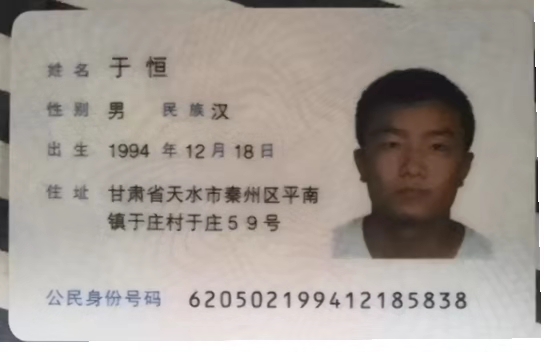 姓名 于恒
性别 男 民族 汉
出生 1994 年 12 月 18 日
住址 甘肃省天水市秦州区平南
镇于庄村于庄59号
公民身份号码 620502199412185838